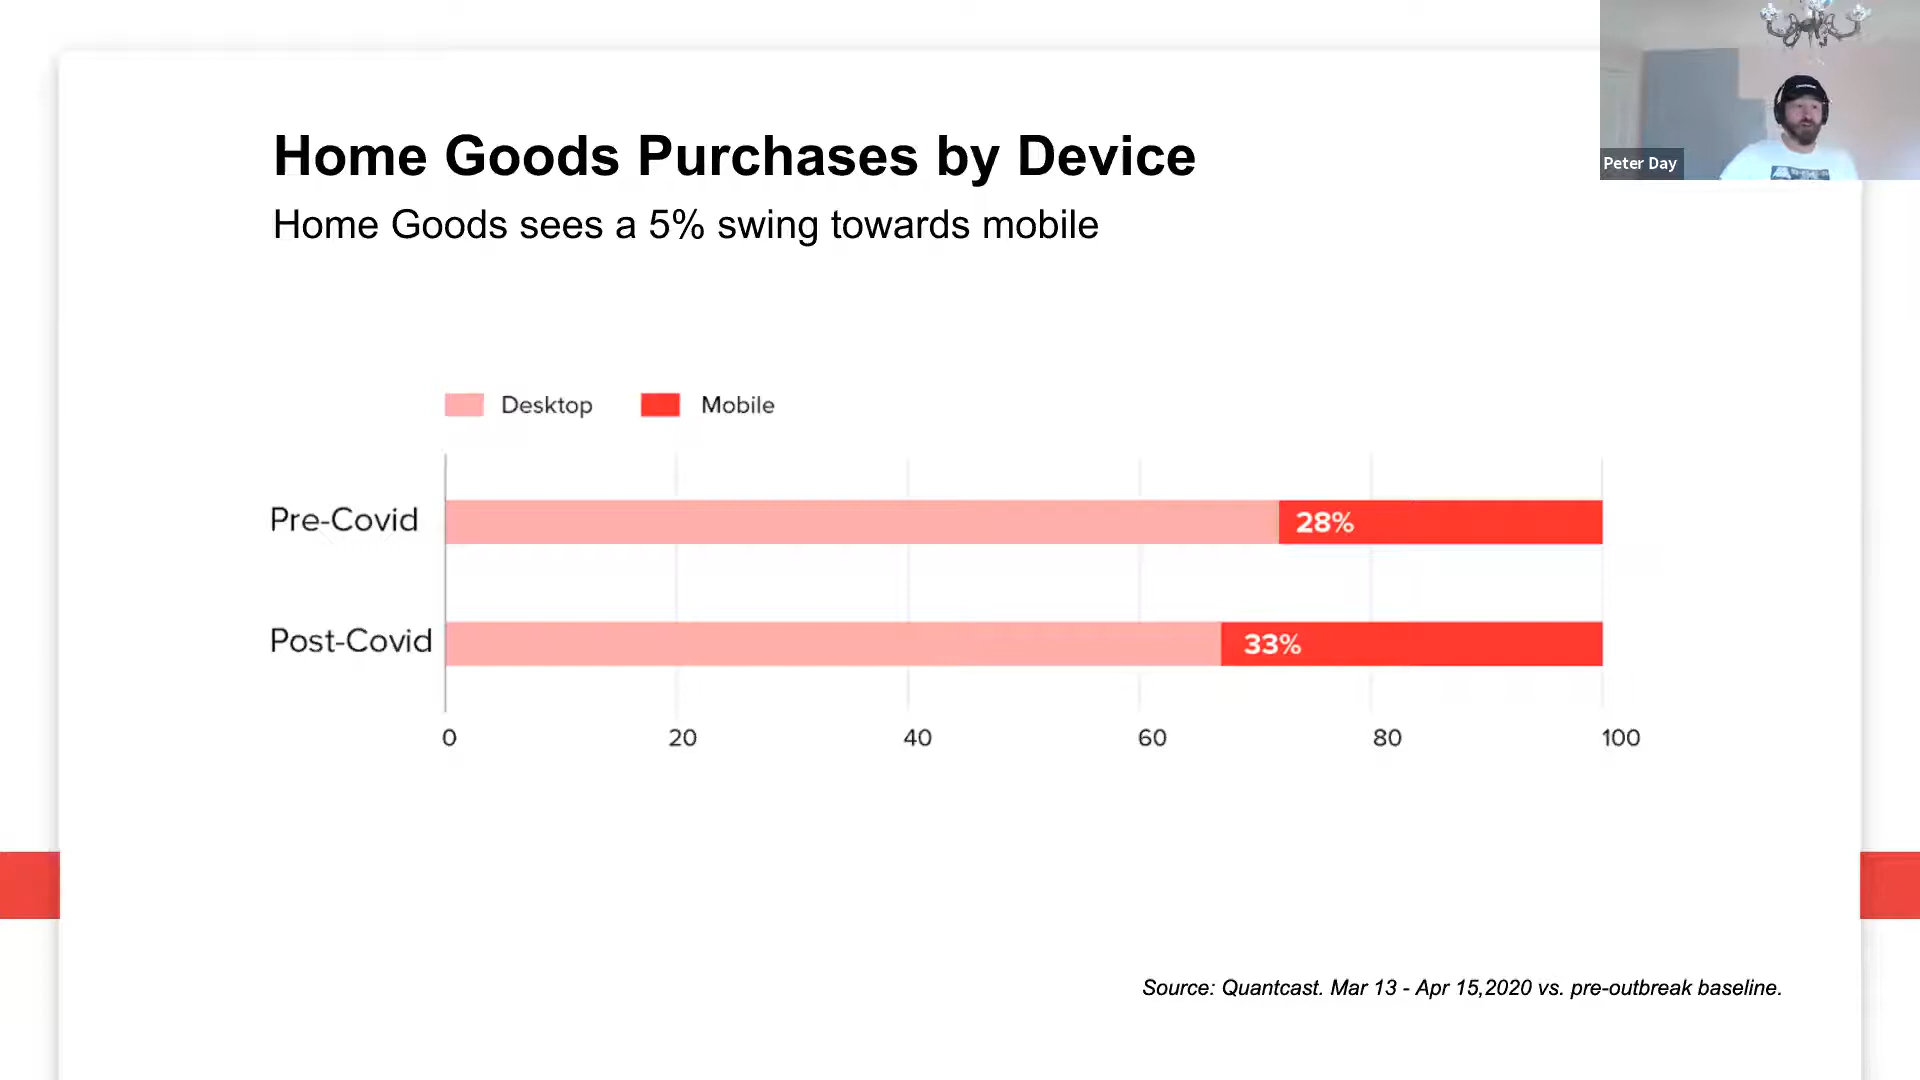 Home Goods Purchases by Device
Home Goods sees a 5% swing towards mobile
Peter Day
Desktop Mobile
Pre-Covid 28%
Post-Covid 33%
0 20 40 60 80 100
Source: Quantcast. Mar 13 - Apr 15,2020 vs. pre-outbreak baseline.